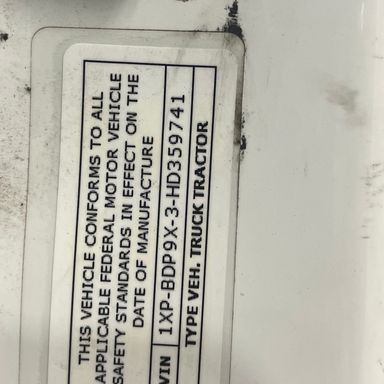 THIS VEHICLE CONFORMS TO ALL
APPLICABLE FEDERAL MOTOR VEHICLE
SAFETY STANDARDS IN EFFECT ON THE
DATE OF MANUFACTURE
VIN 1XP-BDP9X-3-HD359741
TYPE VEH. TRUCK TRACTOR